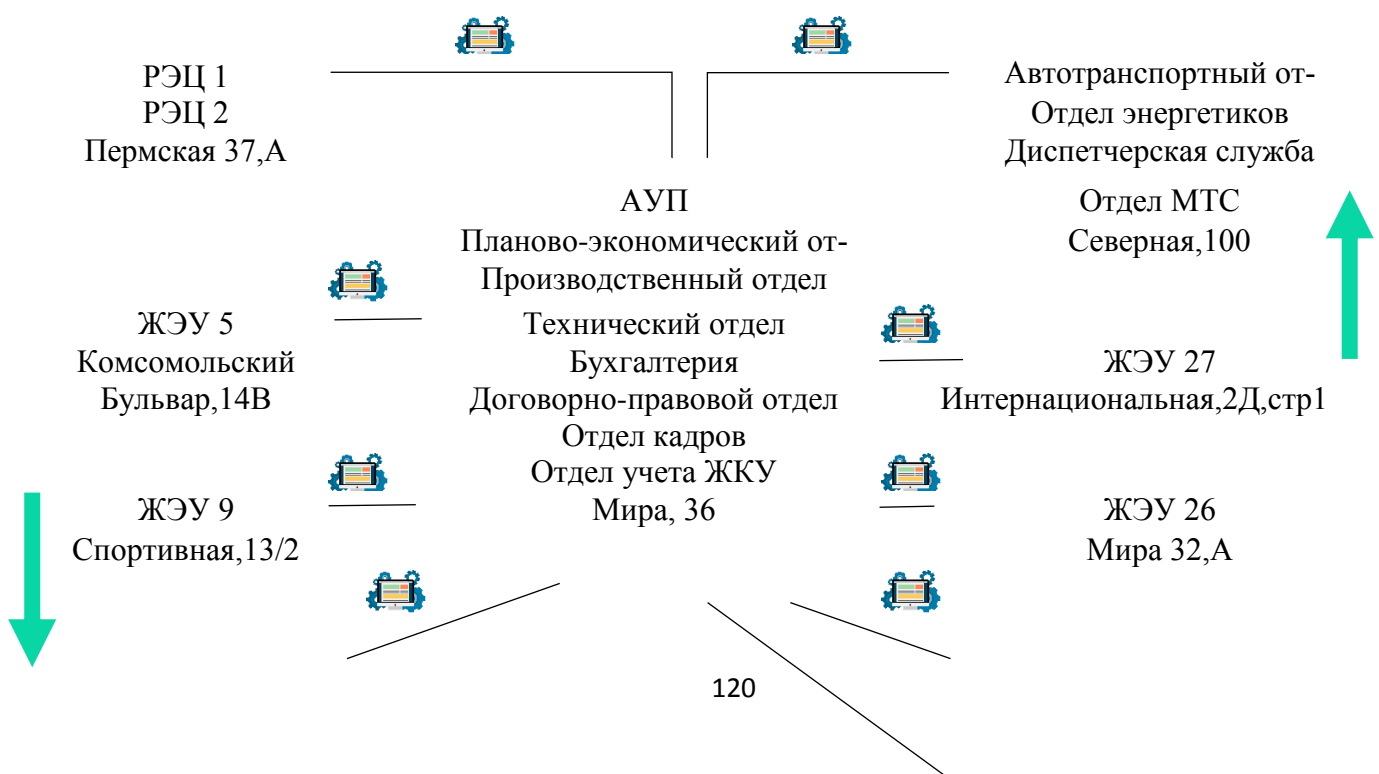 РЭЦ 1
РЭЦ 2
Пермская 37,А
Автотранспортный от-
Отдел энергетиков
Диспетчерская служба
Отдел МТС
Северная,100
АУП
Планово-экономический от-
Производственный отдел
Технический отдел
Бухгалтерия
Договорно-правовой отдел
Отдел кадров
Отдел учета ЖКУ
Мира, 36
ЖЭУ 5
Комсомольский
Бульвар,14В
ЖЭУ 27
Интернациональная,2Д,стр1
ЖЭУ 9
Спортивная,13/2
ЖЭУ 26
Мира 32,А
120